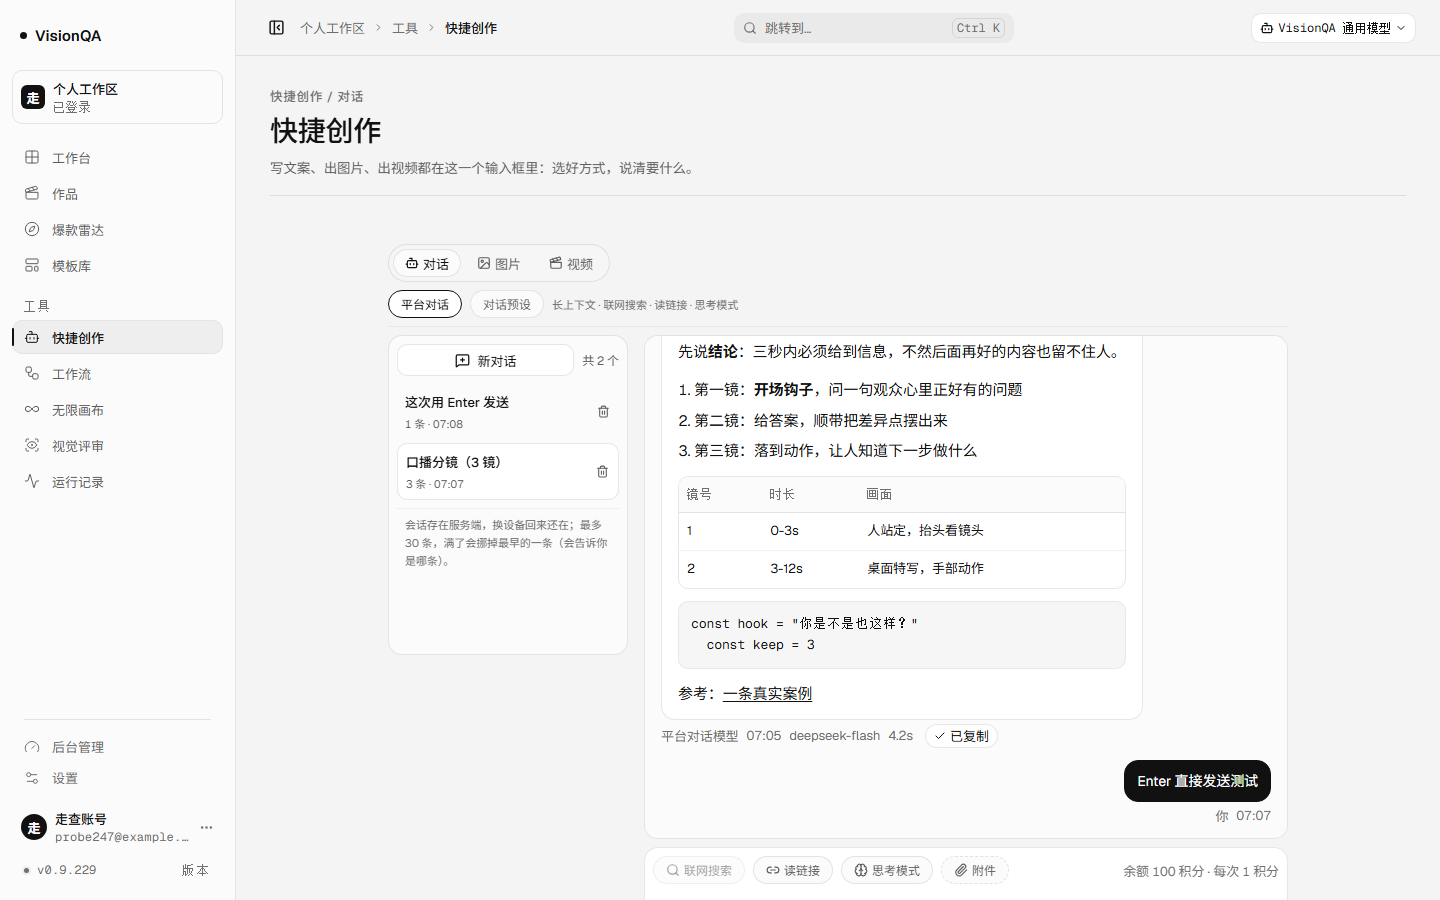 VisionQA
走
个人工作区
已登录
工作台
作品
爆款雷达
模板库
工具
快捷创作
工作流
无限画布
视觉评审
运行记录
后台管理
设置
走
走查账号
probe247@example.…
v0.9.229
版本
个人工作区 > 工具 > 快捷创作
跳转到…
Ctrl K
VisionQA 通用模型
快捷创作 / 对话
快捷创作
写文案、出图片、出视频都在这一个输入框里：选好方式，说清要什么。
对话
图片
视频
平台对话
对话预设
长上下文 · 联网搜索 · 读链接 · 思考模式
新对话
共 2 个
这次用 Enter 发送
1 条 · 07:08
口播分镜（3 镜）
3 条 · 07:07
会话存在服务端，换设备回来还在；最多
30 条，满了会挪掉最早的一条（会告诉你
是哪条）。
先说结论：三秒内必须给到信息，不然后面再好的内容也留不住人。
1. 第一镜：开场钩子，问一句观众心里正好有的问题
2. 第二镜：给答案，顺带把差异点摆出来
3. 第三镜：落到动作，让人知道下一步做什么
镜号 时长 画面
1 0-3s 人站定，抬头看镜头
2 3-12s 桌面特写，手部动作
const hook = "你是不是也这样？"
const keep = 3
参考：一条真实案例
平台对话模型 07:05 deepseek-flash 4.2s 已复制
Enter 直接发送测试
你 07:07
联网搜索
读链接
思考模式
附件
余额 100 积分 · 每次 1 积分